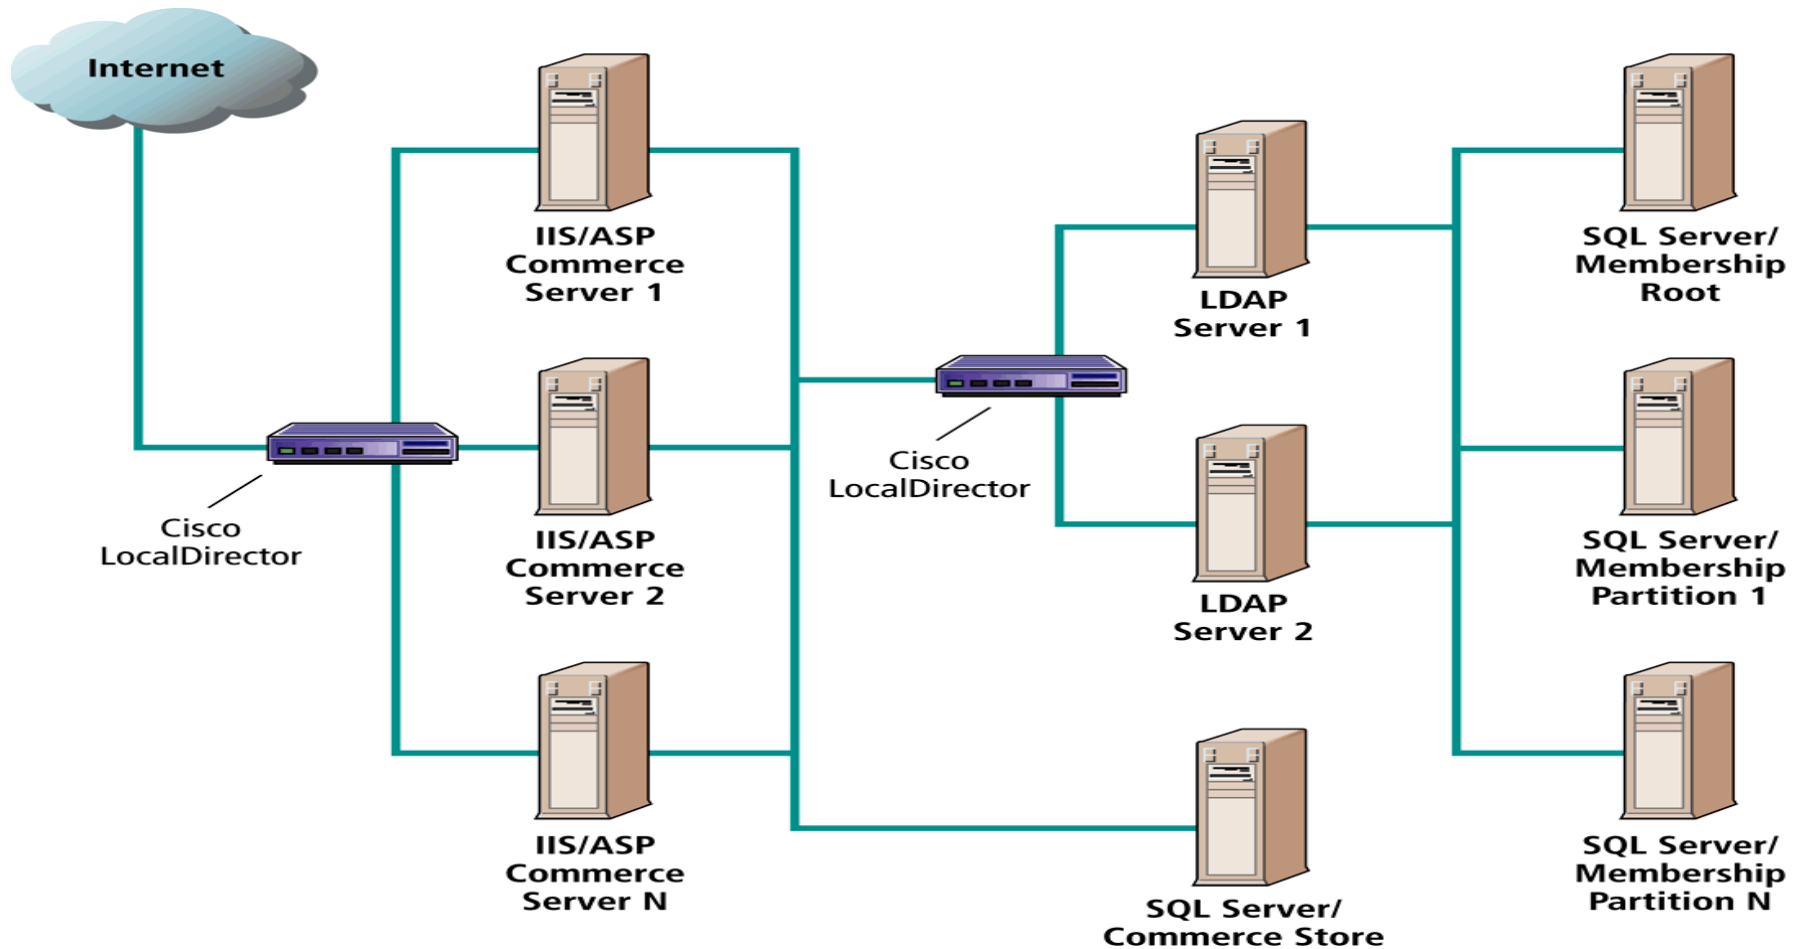 Internet
IIS/ASP
Commerce
Server 1
SQL Server/
Membership
Root
LDAP
Server 1
Cisco
LocalDirector
Cisco
LocalDirector
IIS/ASP
Commerce
Server 2
SQL Server/
Membership
Partition 1
LDAP
Server 2
IIS/ASP
Commerce
Server N
SQL Server/
Membership
Partition N
SQL Server/
Commerce Store